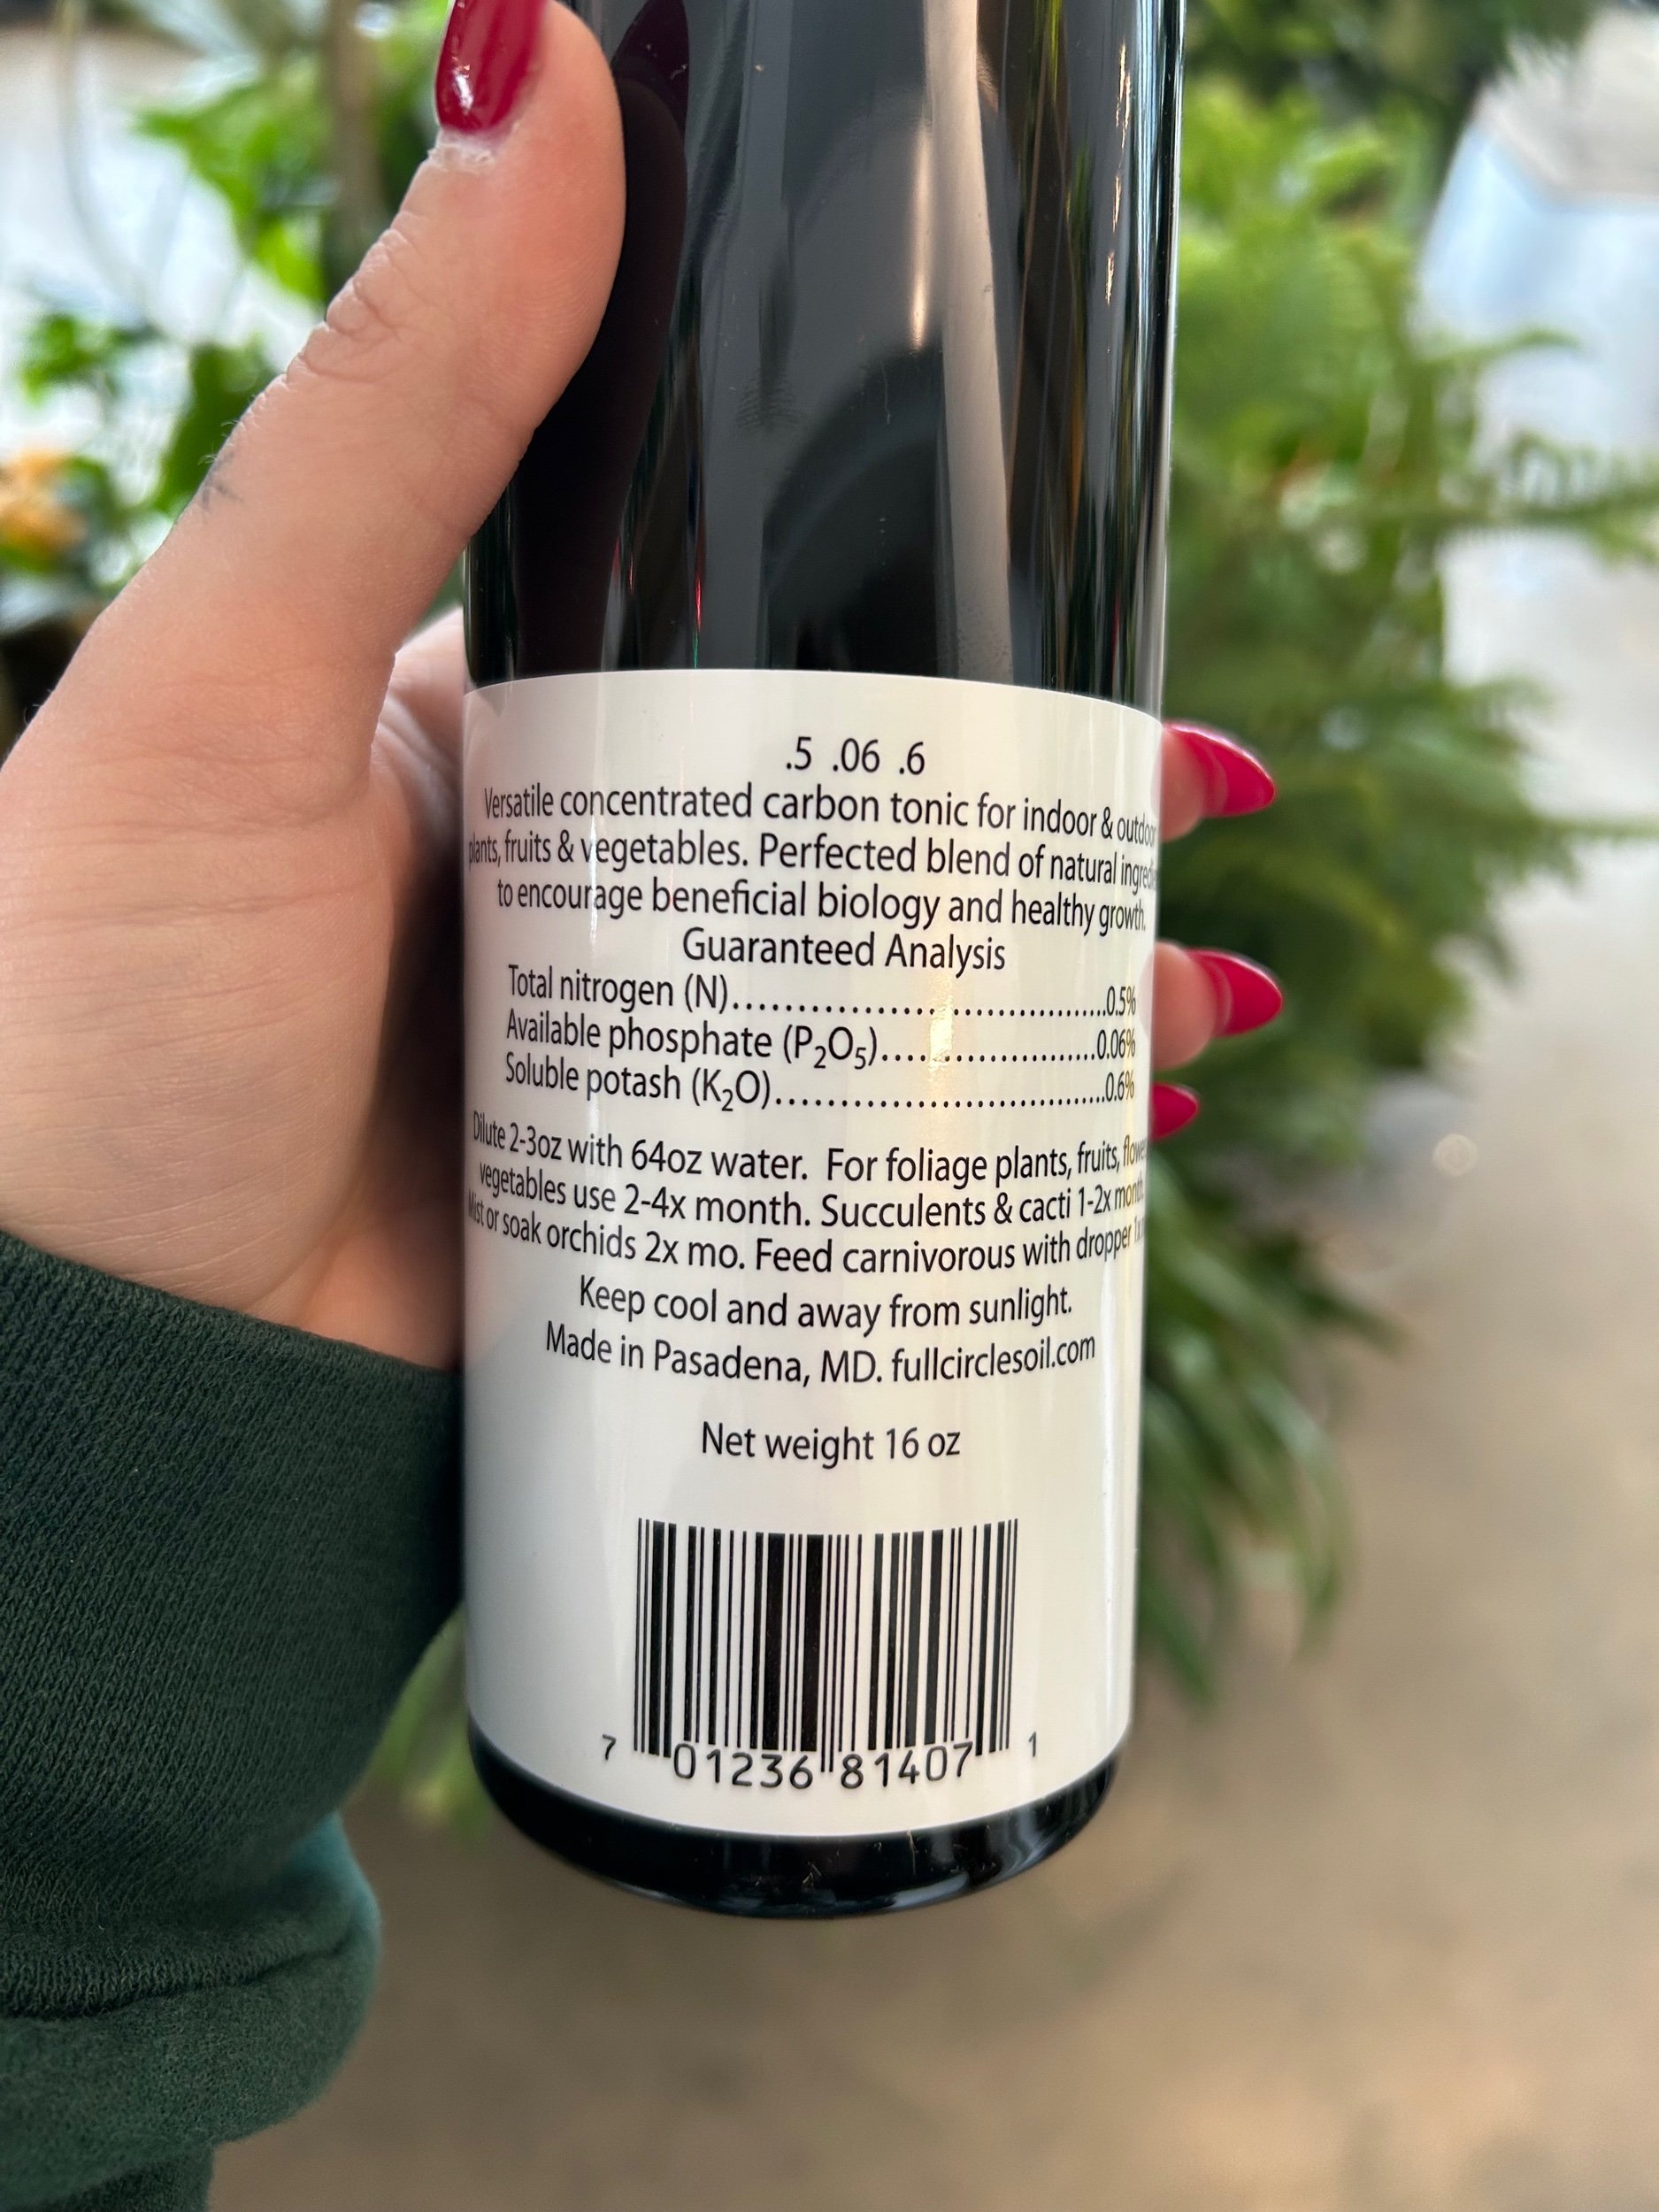 .5 .06 .6
Versatile concentrated carbon tonic for indoor & outdoor
plants, fruits & vegetables. Perfected blend of natural
to encourage beneficial biology and healthy growth.
Guaranteed Analysis
Total nitrogen (N)....................................0.5%
Available phosphate (P₂O₅)......................0.06%
Soluble potash (K₂O)................................0.6%
Dilute 2-3oz with 64oz water. For foliage plants, fruits,
vegetables use 2-4x month. Succulents & cacti 1-2x month.
Mist or soak orchids 2x mo. Feed carnivorous with dropper
Keep cool and away from sunlight.
Made in Pasadena, MD. fullcirclesoil.com
Net weight 16 oz
7 01236 81407 1